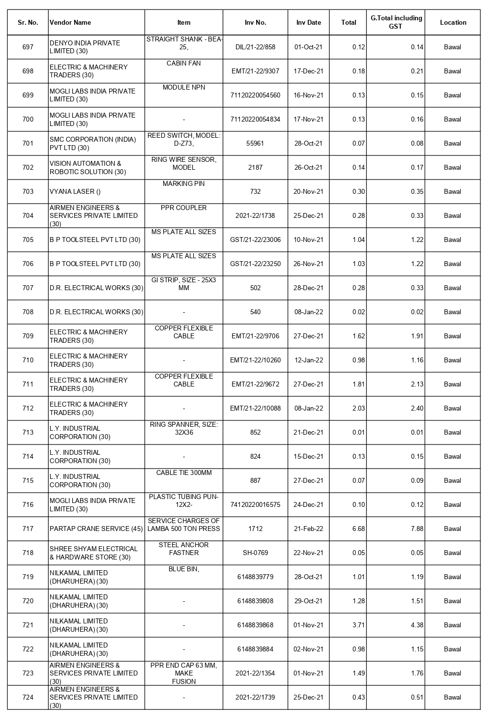 Sr. No. Vendor Name Item Inv No. Inv Date Total G.Total including GST Location
697 DENYO INDIA PRIVATE LIMITED (30) STRAIGHT SHANK - BEA-25, DIL/21-22/858 01-Oct-21 0.12 0.14 Bawal
698 ELECTRIC & MACHINERY TRADERS (30) CABIN FAN EMT/21-22/9307 17-Dec-21 0.18 0.21 Bawal
699 MOGLI LABS INDIA PRIVATE LIMITED (30) MODULE NPN 71120220054560 16-Nov-21 0.13 0.15 Bawal
700 MOGLI LABS INDIA PRIVATE LIMITED (30) - 71120220054834 17-Nov-21 0.13 0.16 Bawal
701 SMC CORPORATION (INDIA) PVT LTD (30) REED SWITCH, MODEL: D-Z73, 55961 28-Oct-21 0.07 0.08 Bawal
702 VISION AUTOMATION & ROBOTIC SOLUTION (30) RING WIRE SENSOR, MODEL 2187 26-Oct-21 0.14 0.17 Bawal
703 VYANA LASER () MARKING PIN 732 20-Nov-21 0.30 0.35 Bawal
704 AIRMEN ENGINEERS & SERVICES PRIVATE LIMITED (30) PPR COUPLER 2021-22/1738 25-Dec-21 0.28 0.33 Bawal
705 B P TOOLSTEEL PVT LTD (30) MS PLATE ALL SIZES GST/21-22/23006 10-Nov-21 1.04 1.22 Bawal
706 B P TOOLSTEEL PVT LTD (30) MS PLATE ALL SIZES GST/21-22/23250 26-Nov-21 1.03 1.22 Bawal
707 D.R. ELECTRICAL WORKS (30) GI STRIP, SIZE - 25X3 MM 502 28-Dec-21 0.28 0.33 Bawal
708 D.R. ELECTRICAL WORKS (30) - 540 08-Jan-22 0.02 0.02 Bawal
709 ELECTRIC & MACHINERY TRADERS (30) COPPER FLEXIBLE CABLE EMT/21-22/9706 27-Dec-21 1.62 1.91 Bawal
710 ELECTRIC & MACHINERY TRADERS (30) - EMT/21-22/10260 12-Jan-22 0.98 1.16 Bawal
711 ELECTRIC & MACHINERY TRADERS (30) COPPER FLEXIBLE CABLE EMT/21-22/9672 27-Dec-21 1.81 2.13 Bawal
712 ELECTRIC & MACHINERY TRADERS (30) - EMT/21-22/10088 08-Jan-22 2.03 2.40 Bawal
713 L.Y. INDUSTRIAL CORPORATION (30) RING SPANNER, SIZE: 32X36 852 21-Dec-21 0.01 0.01 Bawal
714 L.Y. INDUSTRIAL CORPORATION (30) - 824 15-Dec-21 0.13 0.15 Bawal
715 L.Y. INDUSTRIAL CORPORATION (30) CABLE TIE 300MM 887 27-Dec-21 0.07 0.09 Bawal
716 MOGLI LABS INDIA PRIVATE LIMITED (30) PLASTIC TUBING PUN-12X2- 74120220016575 24-Dec-21 0.10 0.12 Bawal
717 PARTAP CRANE SERVICE (45) SERVICE CHARGES OF LAMBA 500 TON PRESS 1712 21-Feb-22 6.68 7.88 Bawal
718 SHREE SHYAM ELECTRICAL & HARDWARE STORE (30) STEEL ANCHOR FASTNER SH-0769 22-Nov-21 0.05 0.05 Bawal
719 NILKAMAL LIMITED (DHARUHERA) (30) BLUE BIN, 6148839779 28-Oct-21 1.01 1.19 Bawal
720 NILKAMAL LIMITED (DHARUHERA) (30) - 6148839808 29-Oct-21 1.28 1.51 Bawal
721 NILKAMAL LIMITED (DHARUHERA) (30) - 6148839868 01-Nov-21 3.71 4.38 Bawal
722 NILKAMAL LIMITED (DHARUHERA) (30) - 6148839884 02-Nov-21 0.98 1.15 Bawal
723 AIRMEN ENGINEERS & SERVICES PRIVATE LIMITED (30) PPR END CAP 63 MM, MAKE FUSION 2021-22/1354 01-Nov-21 1.49 1.76 Bawal
724 AIRMEN ENGINEERS & SERVICES PRIVATE LIMITED (30) - 2021-22/1739 25-Dec-21 0.43 0.51 Bawal